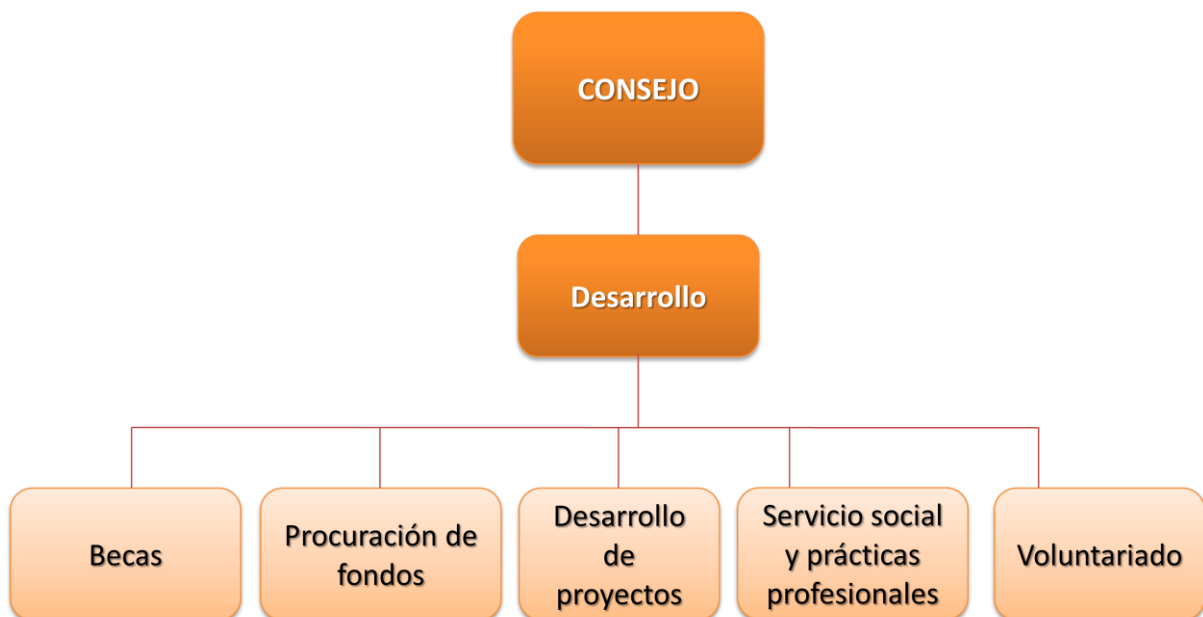 CONSEJO
Desarrollo
Becas
Procuración de
fondos
Desarrollo
de
proyectos
Servicio social
y prácticas
profesionales
Voluntariado